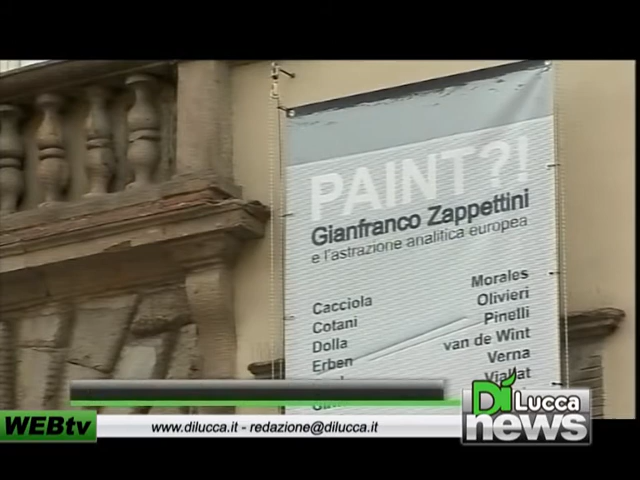 PAINT?!
Gianfranco Zappettini
e l'astrazione analitica europea
Cacciola
Cotani
Dolla
Erben
Morales
Olivieri
Pinelli
van de Wint
Verna
Viallat
WEBtv
www.dilucca.it - redazione@dilucca.it
Dì Lucca
news